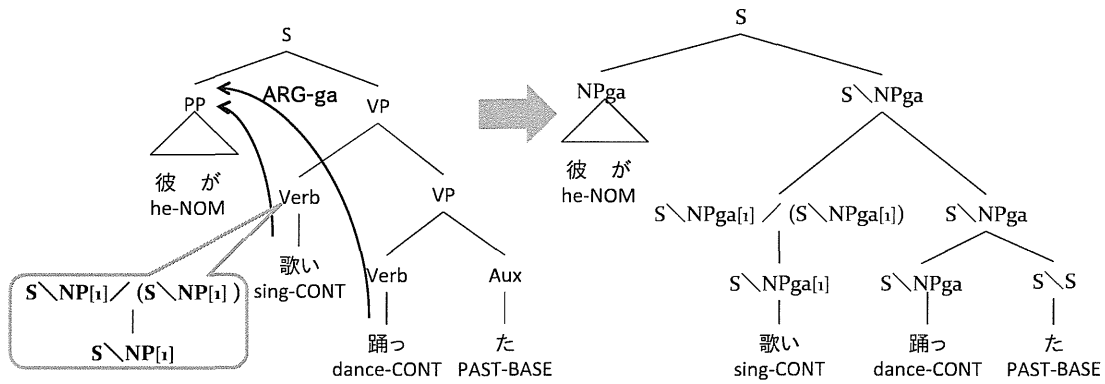 S
PP
ARG-ga
VP
彼 が
he-NOM
Verb
VP
歌い
sing-CONT
Verb
Aux
踊っ
dance-CONT
た
PAST-BASE
S＼NP[1]／(S＼NP[1])
S＼NP[1]
S
NPga
S＼NPga
彼 が
he-NOM
S＼NPga[1]／(S＼NPga[1])
S＼NPga
S＼NPga[1]
S＼NPga
S＼S
歌い
sing-CONT
踊っ
dance-CONT
た
PAST-BASE